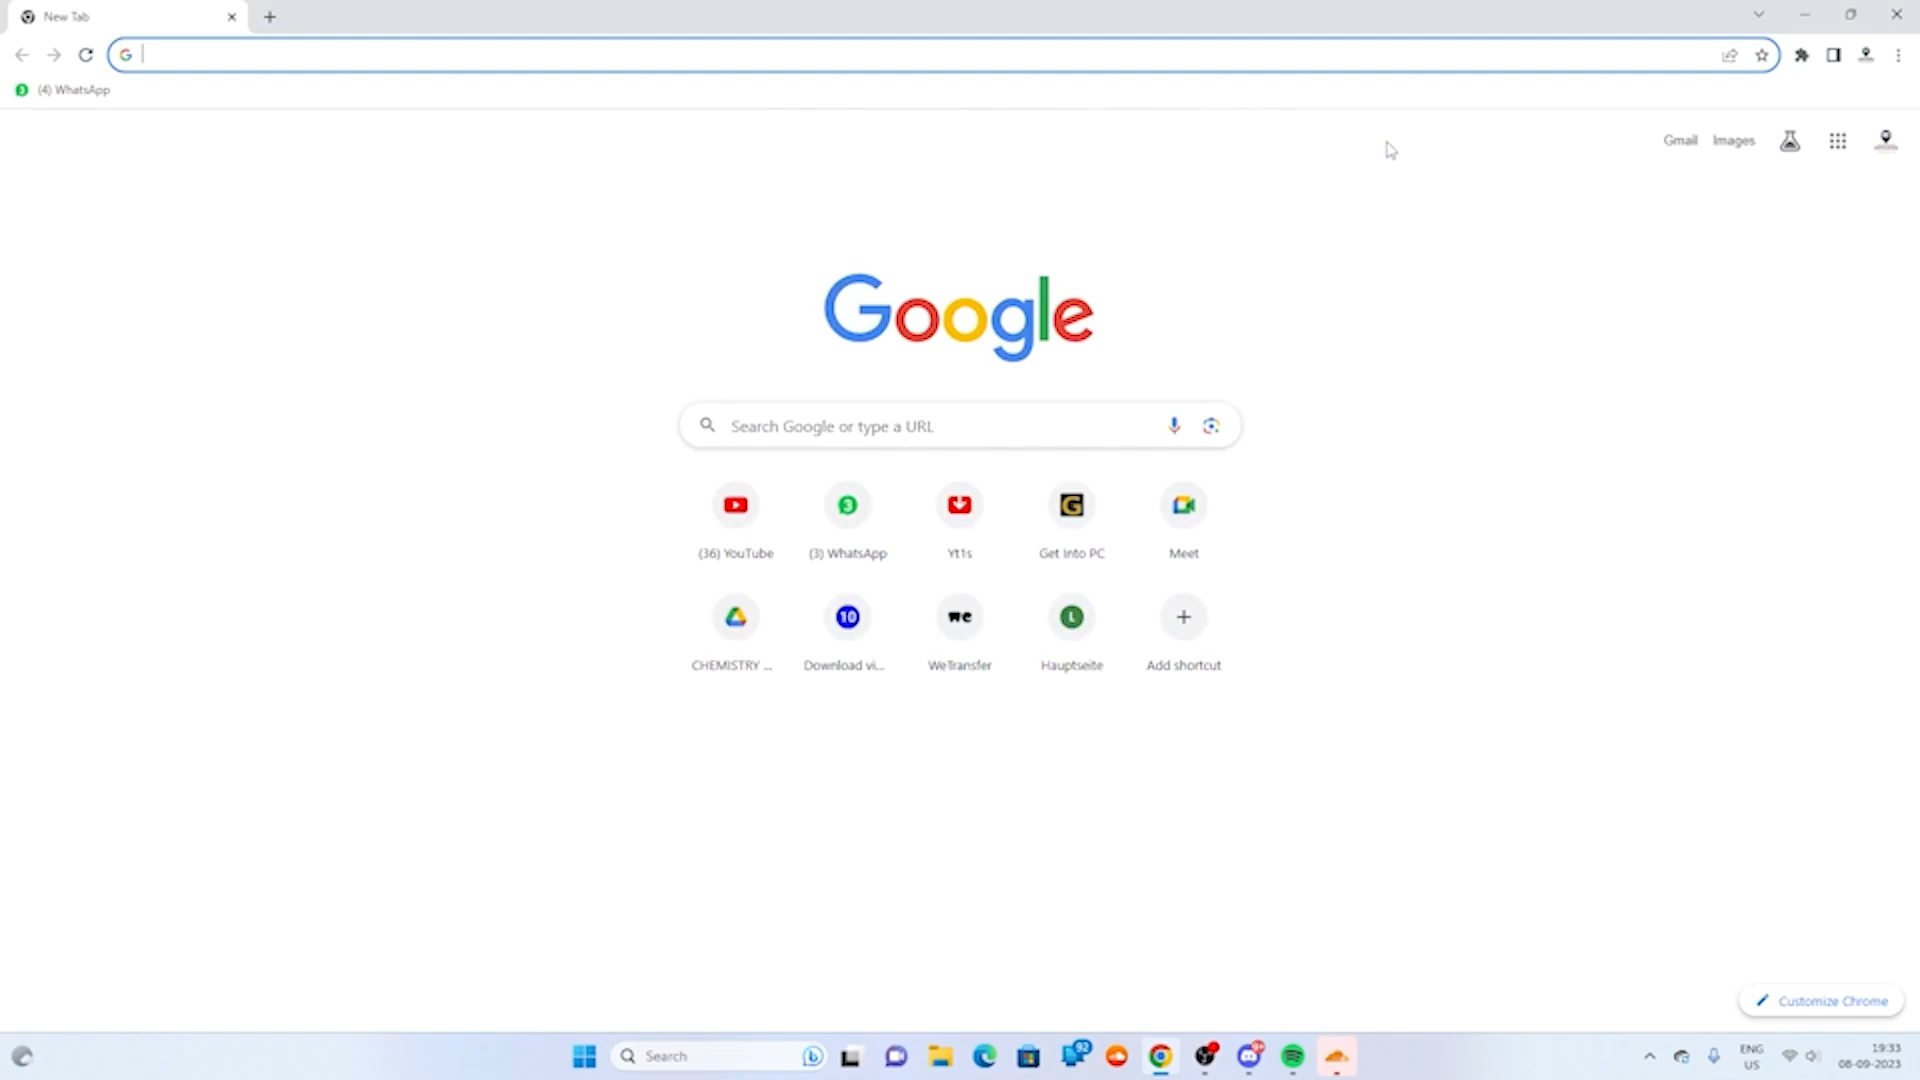 New Tab
(4) WhatsApp
Gmail Images
Google
Search Google or type a URL
(36) YouTube
(3) WhatsApp
Yt1s
Get Into PC
Meet
CHEMISTRY ...
Download vi...
WeTransfer
Hauptseite
Add shortcut
Customize Chrome
Search
92
ENG
US
19:33
08-09-2023